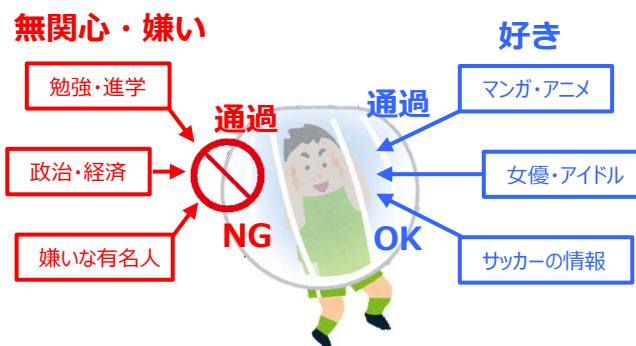 無関心・嫌い
好き
勉強・進学
政治・経済
嫌いな有名人
通過
NG
通過
OK
マンガ・アニメ
女優・アイドル
サッカーの情報